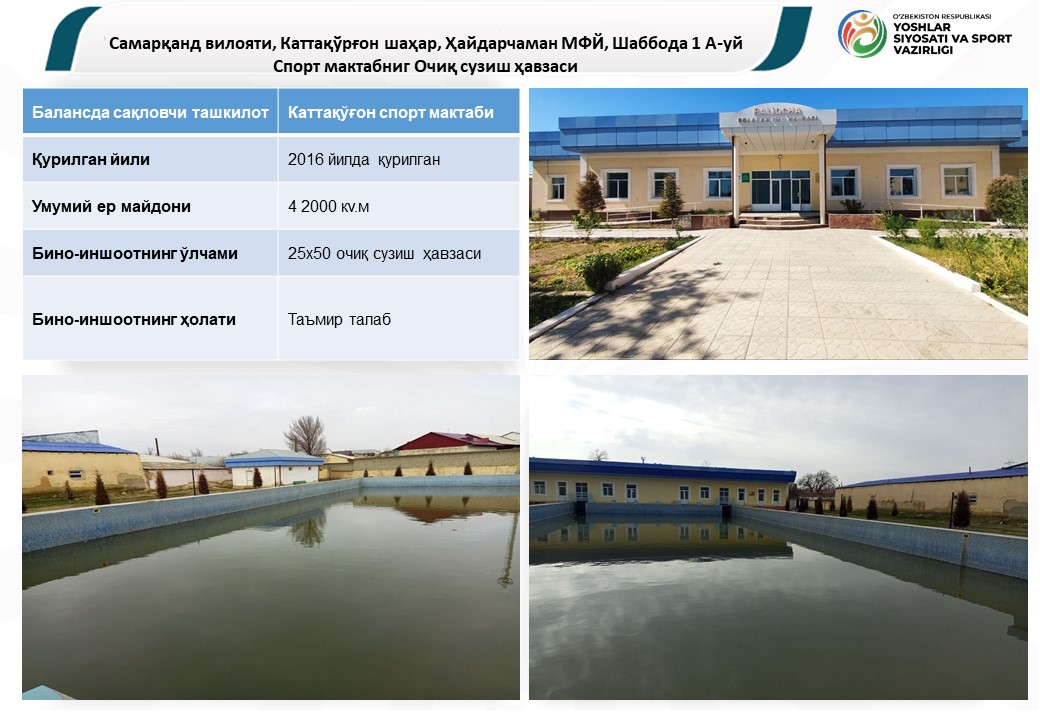 Самарқанд вилояти, Каттақўрғон шаҳар, Ҳайдарчаман МФЙ, Шаббода 1 А-уй
Спорт мактабниг Очиқ сузиш ҳавзаси
O‘ZBEKISTON RESPUBLIKASI
YOSHLAR
SIYOSATI VA SPORT
VAZIRLIGI
Балансда сақловчи ташкилот Каттақўғон спорт мактаби
Қурилган йили 2016 йилда қурилган
Умумий ер майдони 4 2000 кv.м
Бино-иншоотнинг ўлчами 25х50 очиқ сузиш ҳавзаси
Бино-иншоотнинг ҳолати Таъмир талаб